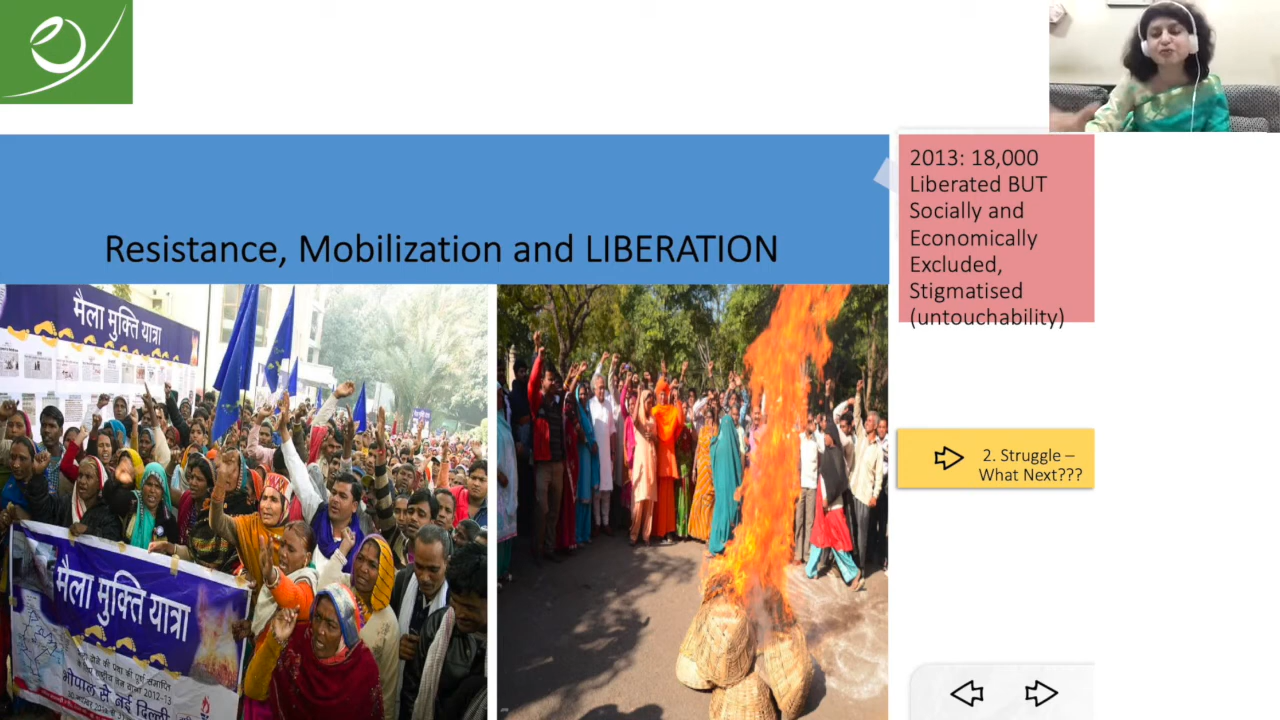 Resistance, Mobilization and LIBERATION
2013: 18,000
Liberated BUT
Socially and
Economically
Excluded,
Stigmatised
(untouchability)
2. Struggle –
What Next???
मैला मुक्ति यात्रा
मैला मुक्ति यात्रा
भोपाल से नई दिल्ली